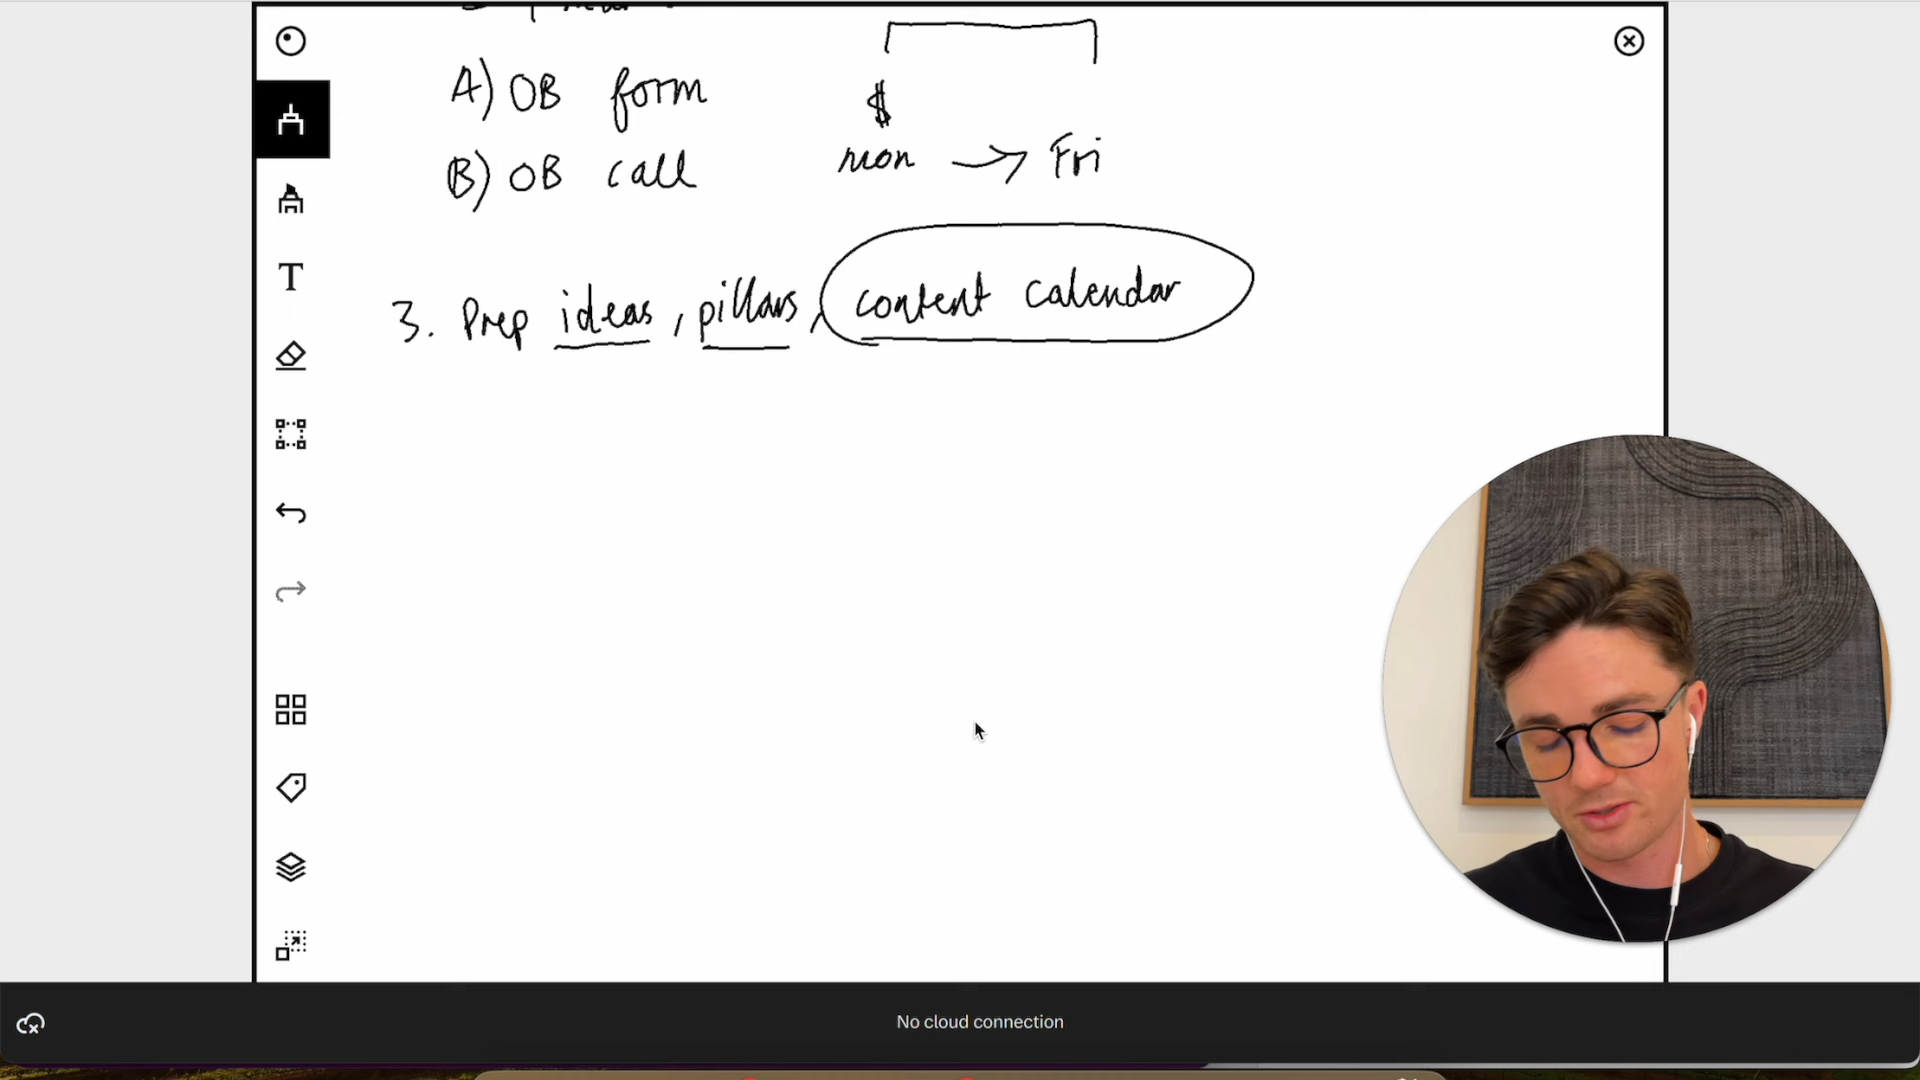 A) OB form
$
B) OB call
mon → Fri
3. Prep ideas, pillars, content calendar
T
No cloud connection